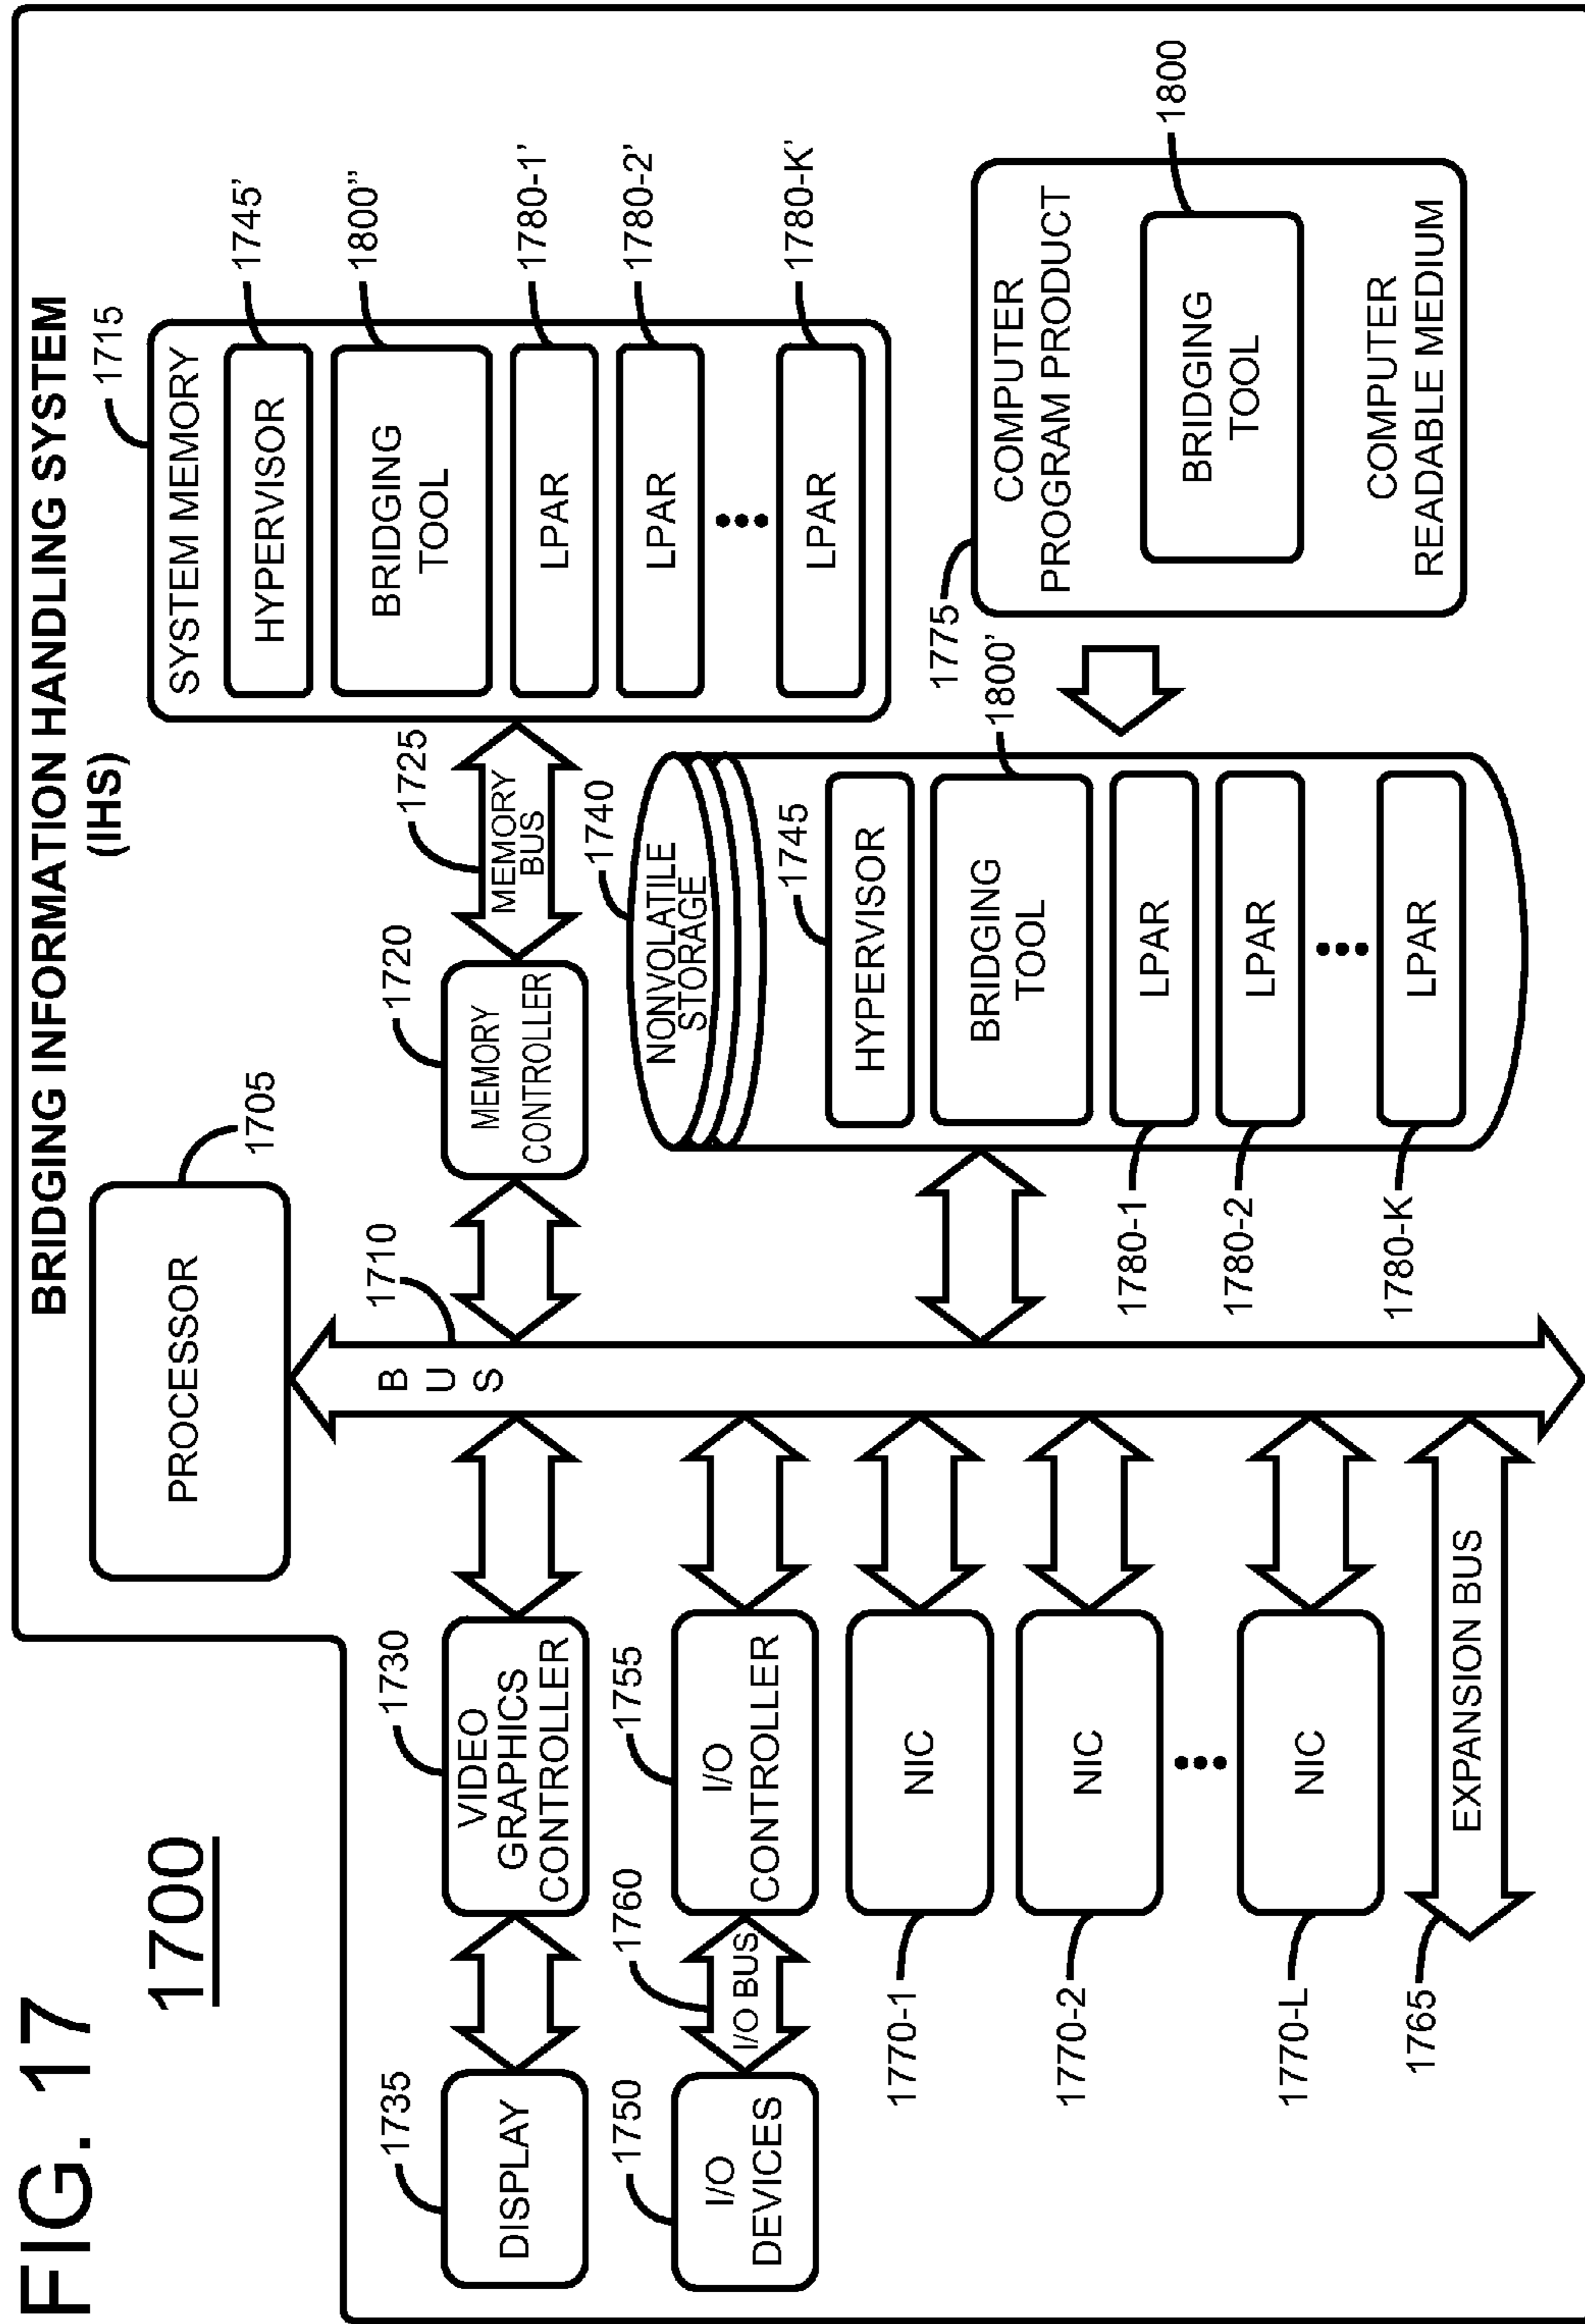 FIG. 17
1700
BRIDGING INFORMATION HANDLING SYSTEM
(IHS)
PROCESSOR
1705
1710
B
U
S
1735
DISPLAY
1730
VIDEO
GRAPHICS
CONTROLLER
1720
MEMORY
CONTROLLER
1725
MEMORY
BUS
1715
SYSTEM MEMORY
HYPERVISOR
1745’
BRIDGING
TOOL
1800”
LPAR
1780-1’
LPAR
1780-2’
LPAR
1780-K’
1750
I/O
DEVICES
1760
I/O BUS
1755
I/O
CONTROLLER
1740
NONVOLATILE
STORAGE
1745
HYPERVISOR
BRIDGING
TOOL
1800’
LPAR
1780-1
LPAR
1780-2
LPAR
1780-K
1775
COMPUTER
PROGRAM PRODUCT
BRIDGING
TOOL
1800
COMPUTER
READABLE MEDIUM
NIC
1770-1
NIC
1770-2
NIC
1770-L
1765
EXPANSION BUS